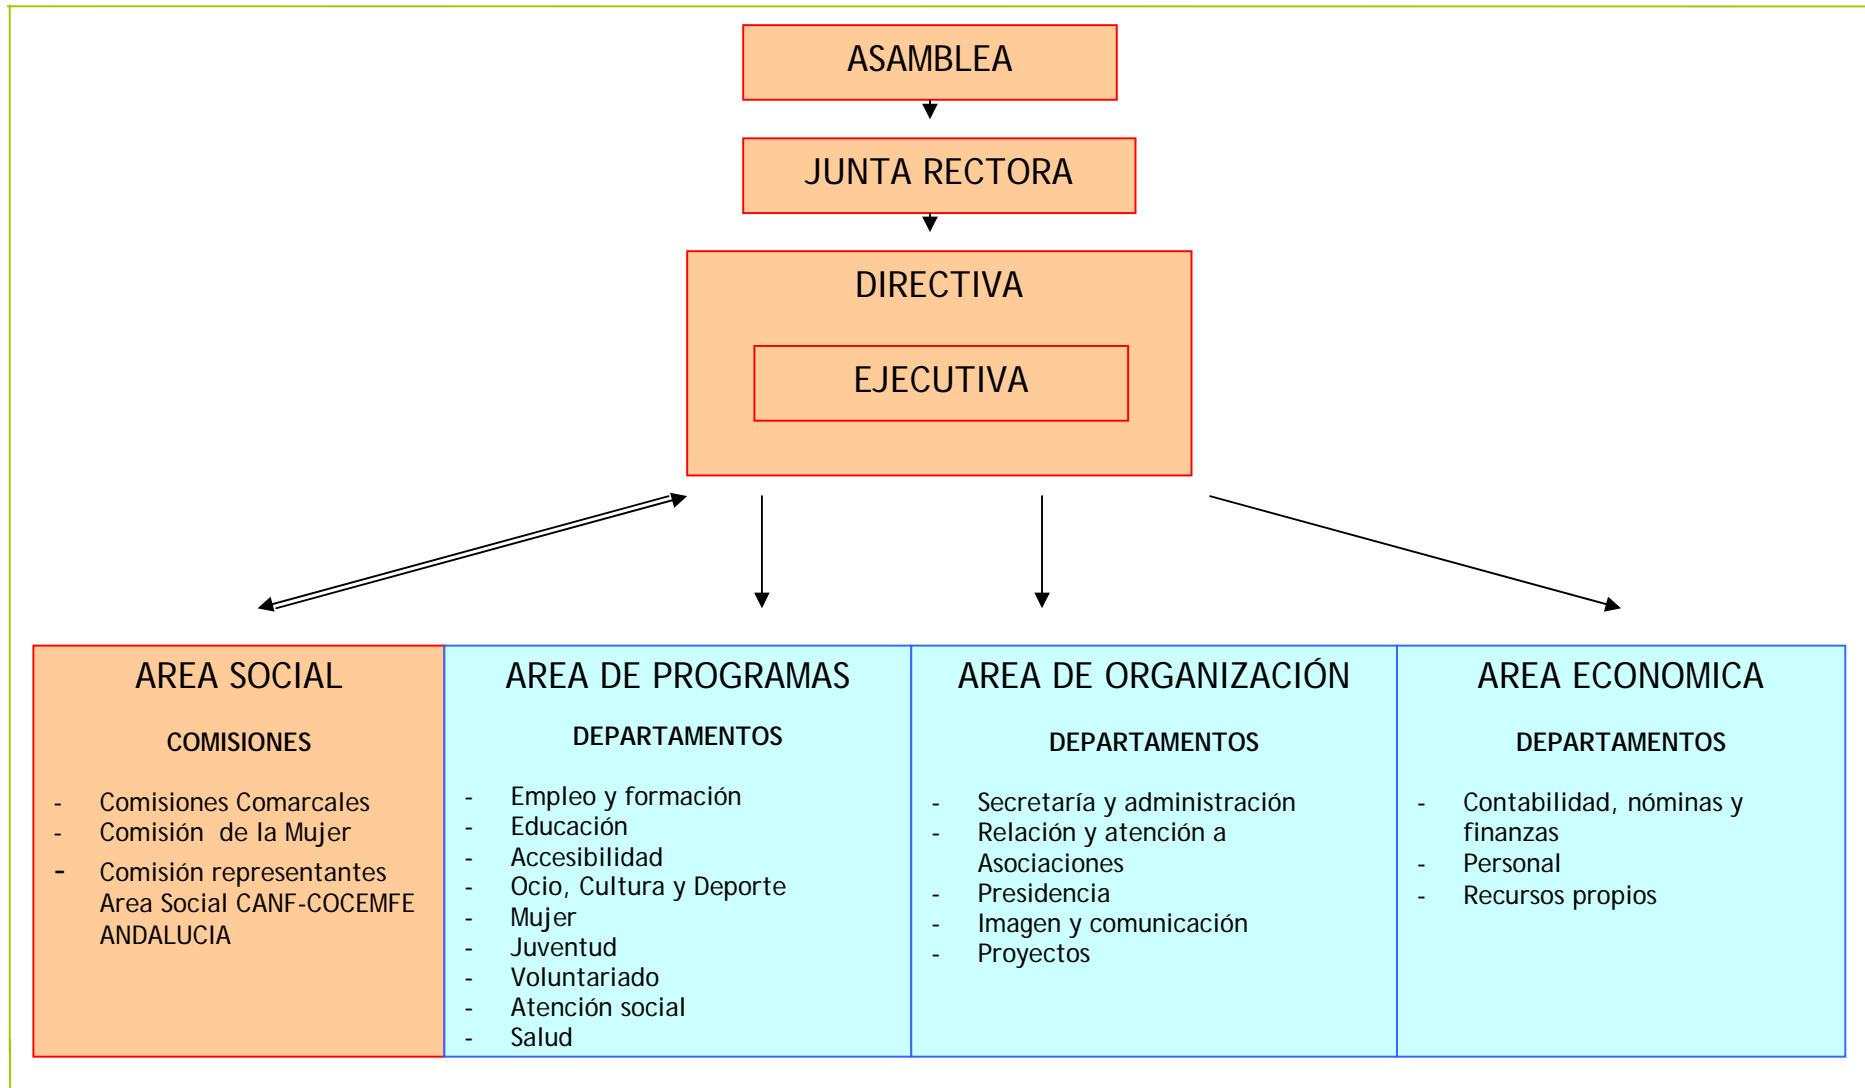 ASAMBLEA
JUNTA RECTORA
DIRECTIVA
EJECUTIVA
AREA SOCIAL
COMISIONES
- Comisiones Comarcales
- Comisión de la Mujer
- Comisión representantes
Area Social CANF-COCEMFE
ANDALUCIA
AREA DE PROGRAMAS
DEPARTAMENTOS
- Empleo y formación
- Educación
- Accesibilidad
- Ocio, Cultura y Deporte
- Mujer
- Juventud
- Voluntariado
- Atención social
- Salud
AREA DE ORGANIZACIÓN
DEPARTAMENTOS
- Secretaría y administración
- Relación y atención a
Asociaciones
- Presidencia
- Imagen y comunicación
- Proyectos
AREA ECONOMICA
DEPARTAMENTOS
- Contabilidad, nóminas y
finanzas
- Personal
- Recursos propios